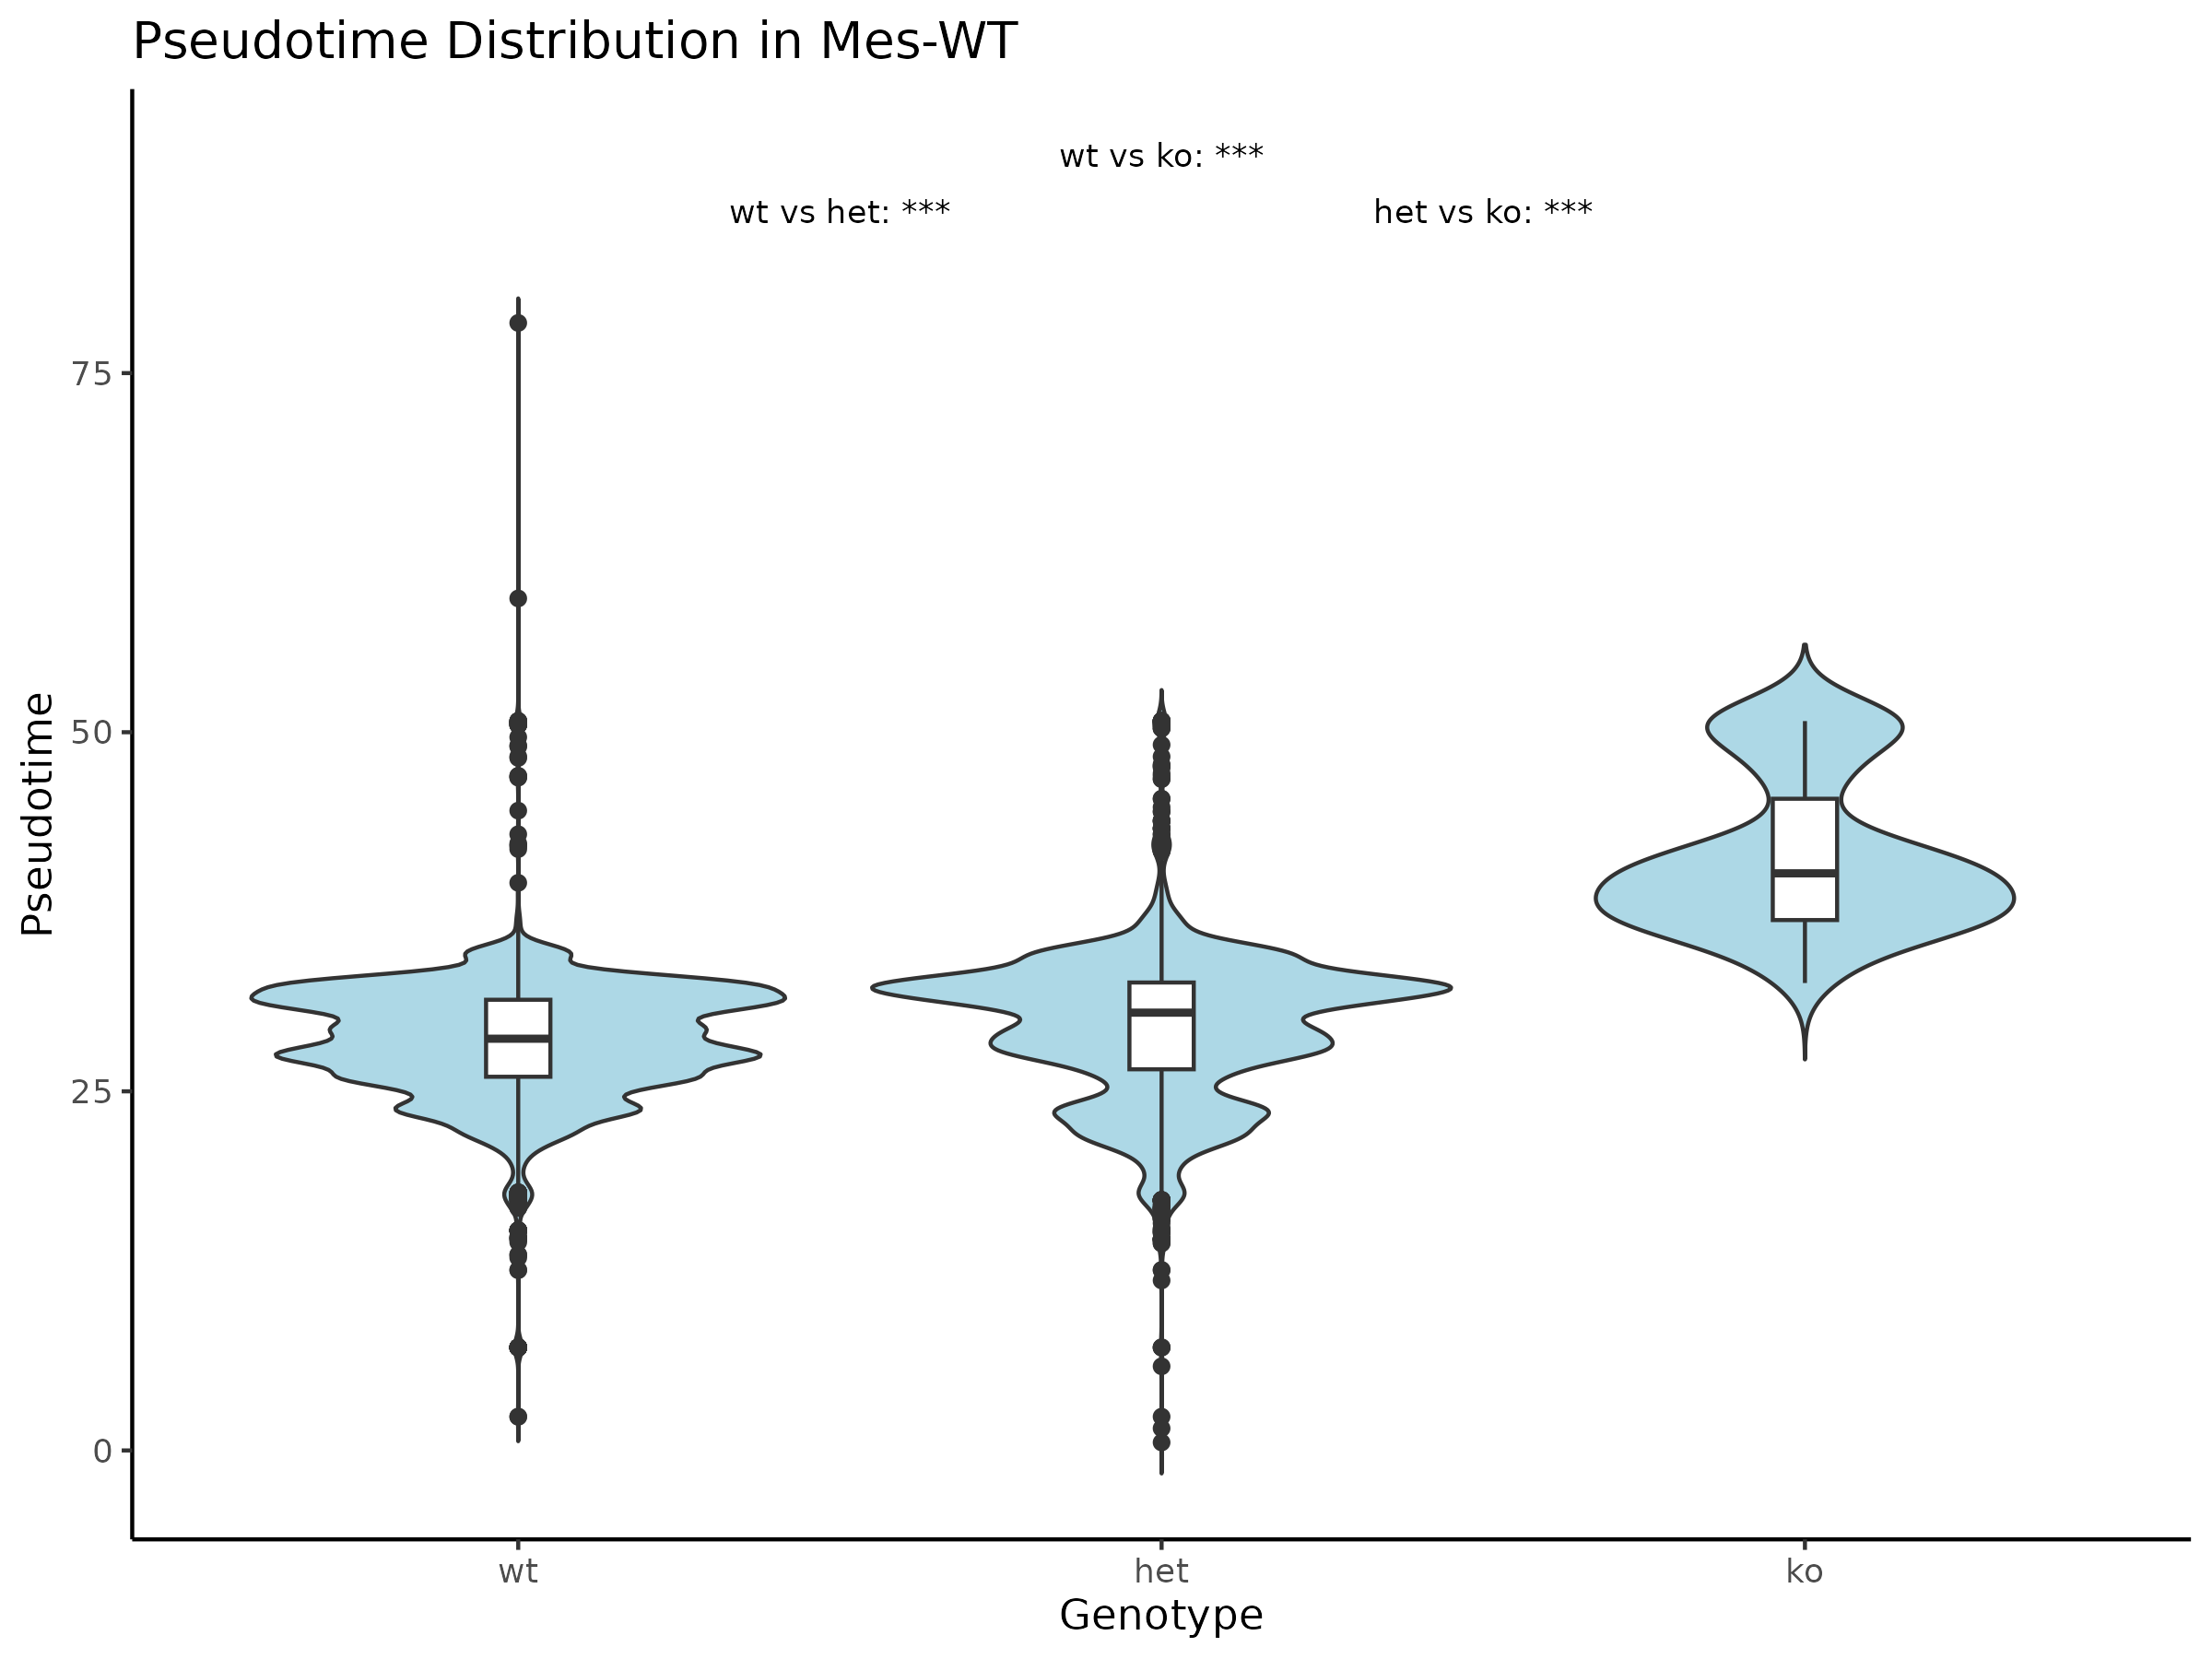 Pseudotime Distribution in Mes-WT
wt vs ko: ***
wt vs het: ***
het vs ko: ***
75
50
25
0
Pseudotime
wt
het
ko
Genotype